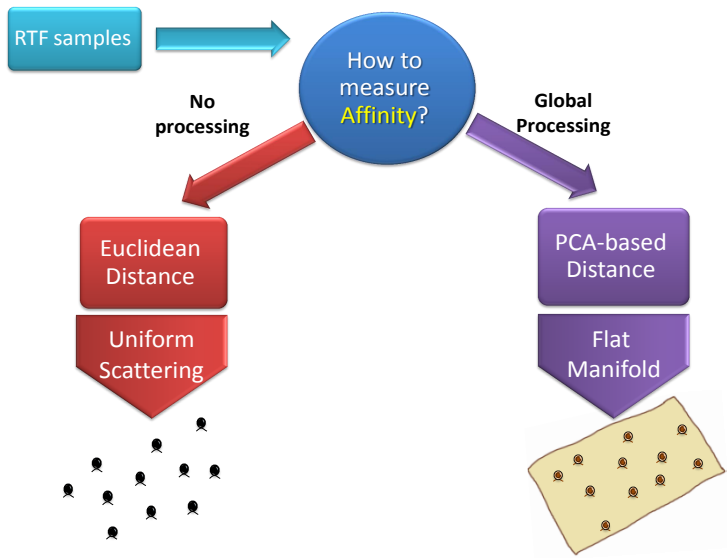 RTF samples
How to
measure
Affinity?
No
processing
Global
Processing
Euclidean
Distance
PCA-based
Distance
Uniform
Scattering
Flat
Manifold